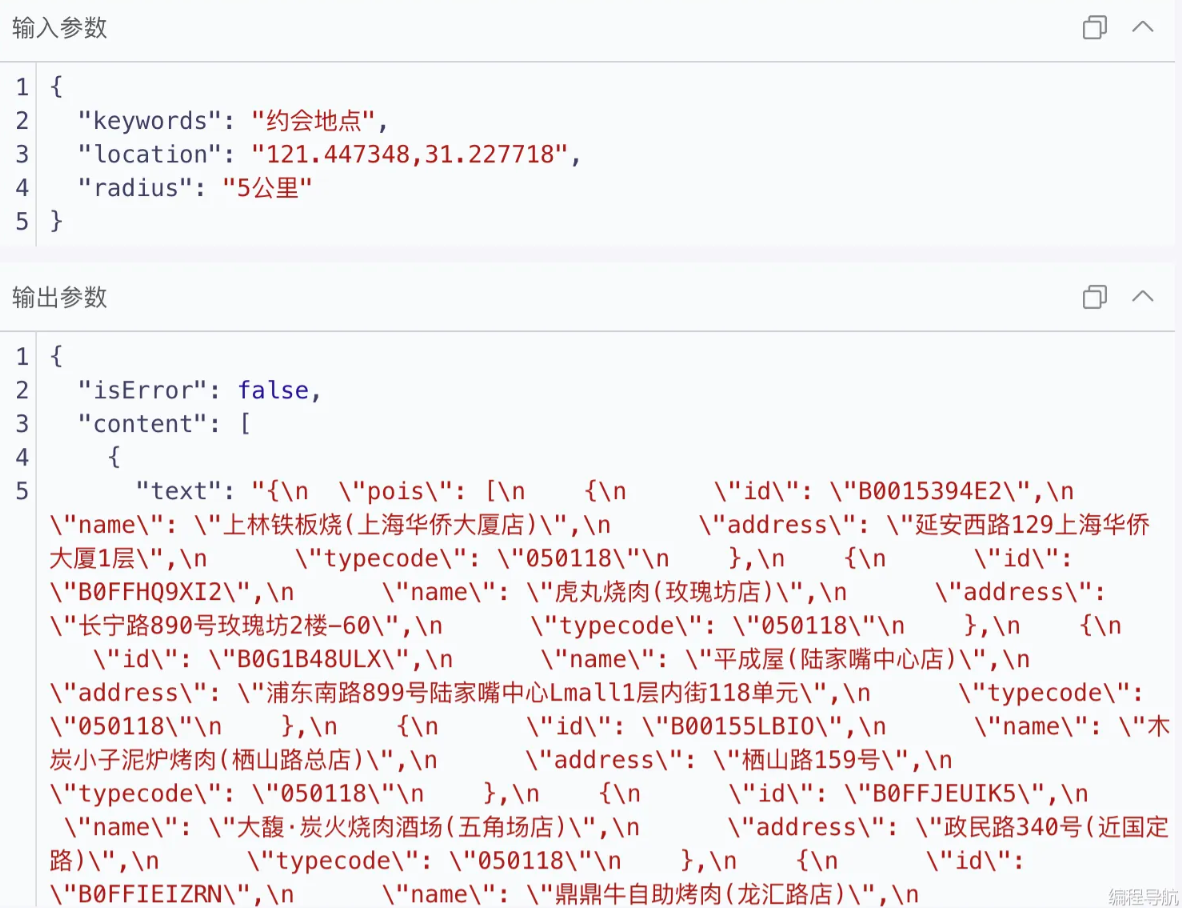 输入参数
1 {
2 "keywords": "约会地点",
3 "location": "121.447348,31.227718",
4 "radius": "5公里"
5 }
输出参数
1 {
2 "isError": false,
3 "content": [
4 {
5 "text": "{\n \"pois\": [\n {\n \"id\": \"B0015394E2\",\n
\"name\": \"上林铁板烧(上海华侨大厦店)\",\n \"address\": \"延安西路129上海华侨
大厦1层\",\n \"typecode\": \"050118\"\n },\n {\n \"id\":
\"B0FFHQ9XI2\",\n \"name\": \"虎丸烧肉(玫瑰坊店)\",\n \"address\":
\"长宁路890号玫瑰坊2楼-60\",\n \"typecode\": \"050118\"\n },\n {\n
\"id\": \"B0G1B48ULX\",\n \"name\": \"平成屋(陆家嘴中心店)\",\n
\"address\": \"浦东南路899号陆家嘴中心Lmall1层内街118单元\",\n \"typecode\":
\"050118\"\n },\n {\n \"id\": \"B00155LBIO\",\n \"name\": \"木
炭小子泥炉烤肉(栖山路总店)\",\n \"address\": \"栖山路159号\",\n
\"typecode\": \"050118\"\n },\n {\n \"id\": \"B0FFJEUIK5\",\n
\"name\": \"大馥·炭火烧肉酒场(五角场店)\",\n \"address\": \"政民路340号(近国定
路)\",\n \"typecode\": \"050118\"\n },\n {\n \"id\":
\"B0FFIEIZRN\",\n \"name\": \"鼎鼎牛自助烤肉(龙汇路店)\",\n
编程导航